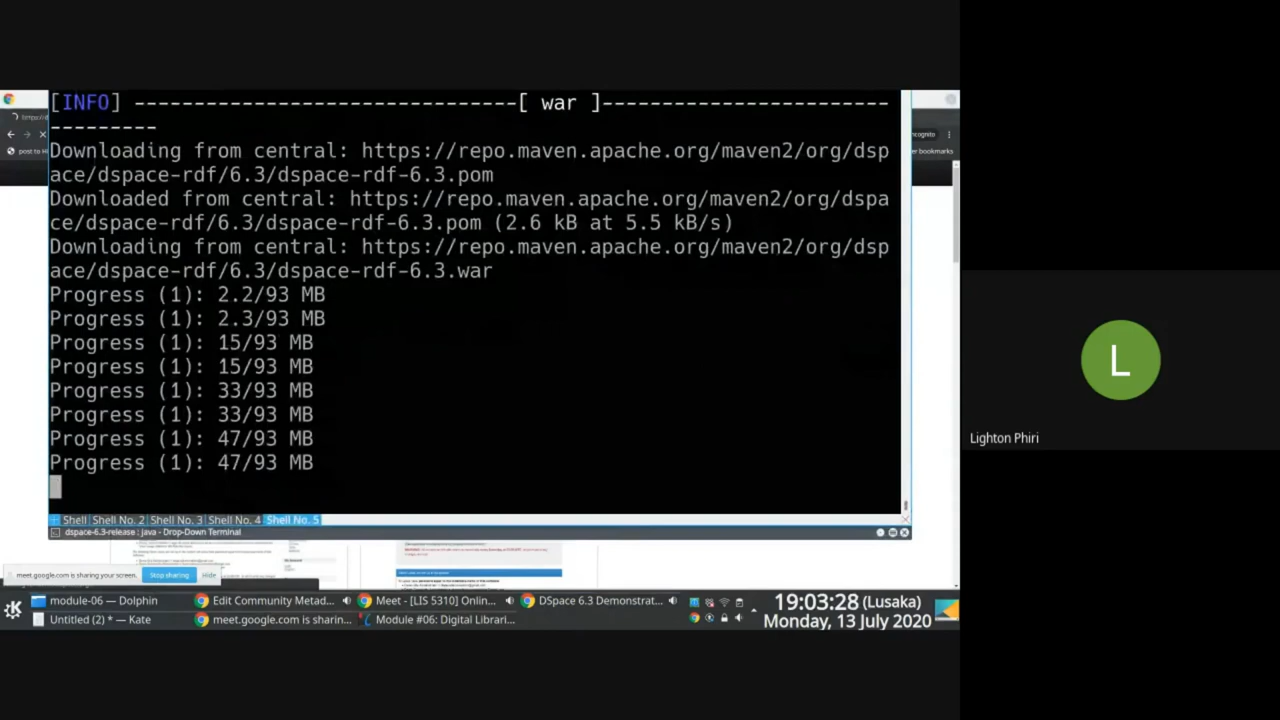 [INFO] --------------------------------[ war ]------------------------
---------
Downloading from central: https://repo.maven.apache.org/maven2/org/dsp
ace/dspace-rdf/6.3/dspace-rdf-6.3.pom
Downloaded from central: https://repo.maven.apache.org/maven2/org/dspa
ce/dspace-rdf/6.3/dspace-rdf-6.3.pom (2.6 kB at 5.5 kB/s)
Downloading from central: https://repo.maven.apache.org/maven2/org/dsp
ace/dspace-rdf/6.3/dspace-rdf-6.3.war
Progress (1): 2.2/93 MB
Progress (1): 2.3/93 MB
Progress (1): 15/93 MB
Progress (1): 15/93 MB
Progress (1): 33/93 MB
Progress (1): 33/93 MB
Progress (1): 47/93 MB
Progress (1): 47/93 MB
post to H
L
Lighton Phiri
Shell Shell No. 2 Shell No. 3 Shell No. 4 Shell No. 5
dspace-6.3-release : java - Drop-Down Terminal
meet.google.com is sharing your screen. Stop sharing Hide
module-06 — Dolphin Edit Community Metad... Meet - [LIS 5310] Onlin... DSpace 6.3 Demonstrat...
Untitled (2) * — Kate meet.google.com is sharin... Module #06: Digital Librari...
19:03:28 (Lusaka)
Monday, 13 July 2020